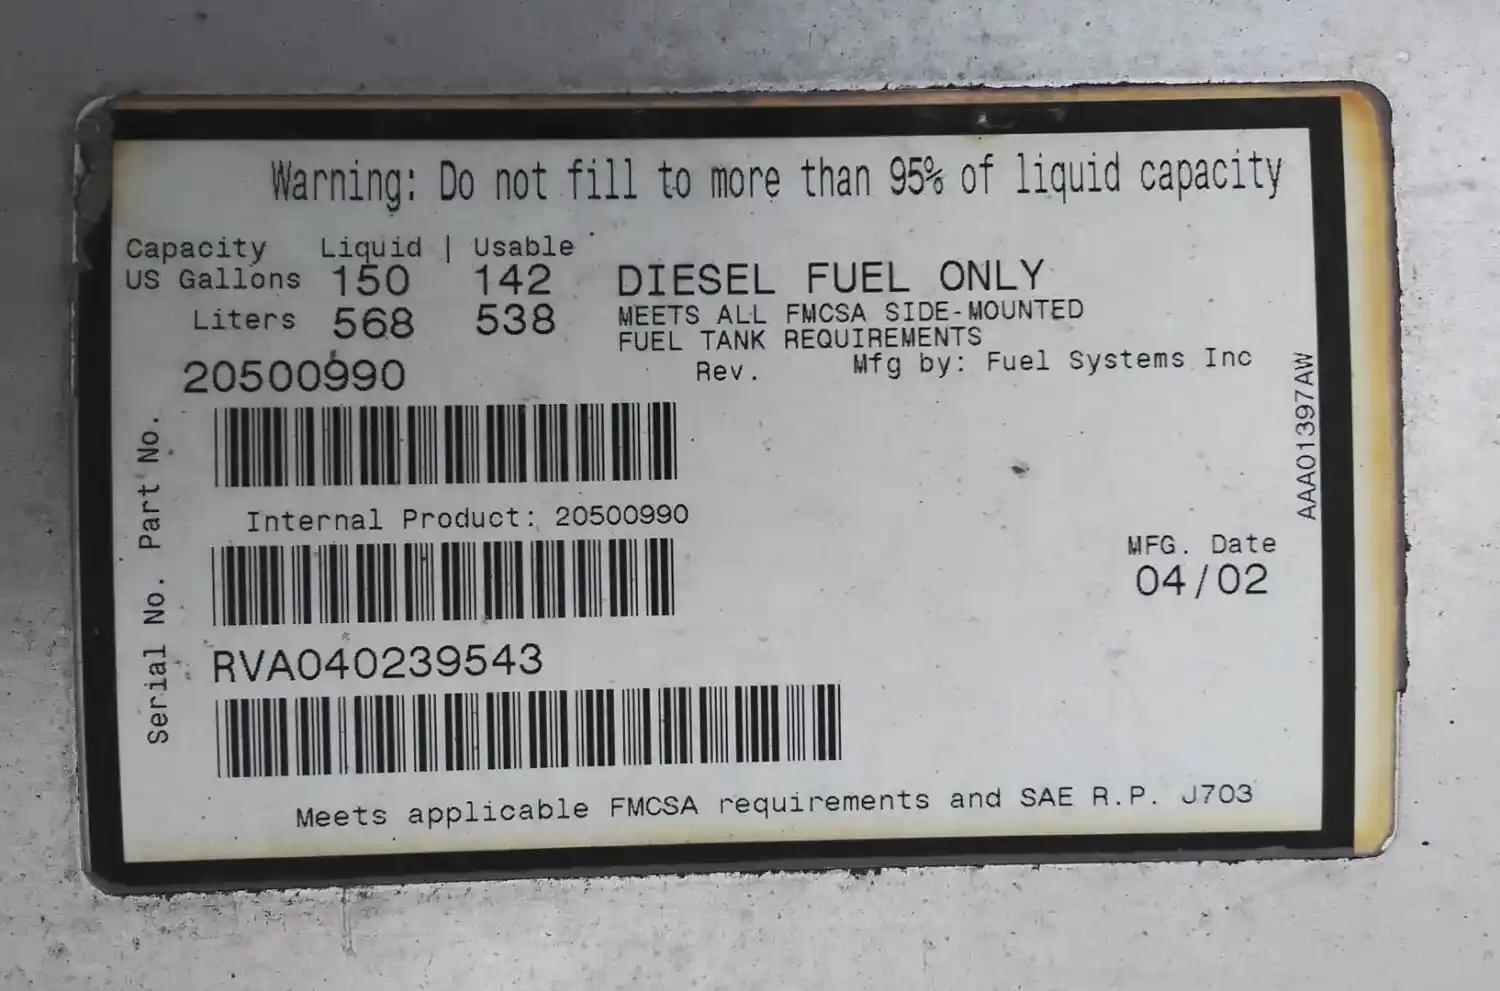 Warning: Do not fill to more than 95% of liquid capacity
Capacity Liquid | Usable
US Gallons 150 142
Liters 568 538
DIESEL FUEL ONLY
MEETS ALL FMCSA SIDE-MOUNTED
FUEL TANK REQUIREMENTS
Rev. Mfg by: Fuel Systems Inc
20500990
Part No.
Internal Product: 20500990
Serial No.
RVA040239543
MFG. Date
04/02
AAA01397AW
Meets applicable FMCSA requirements and SAE R.P. J703